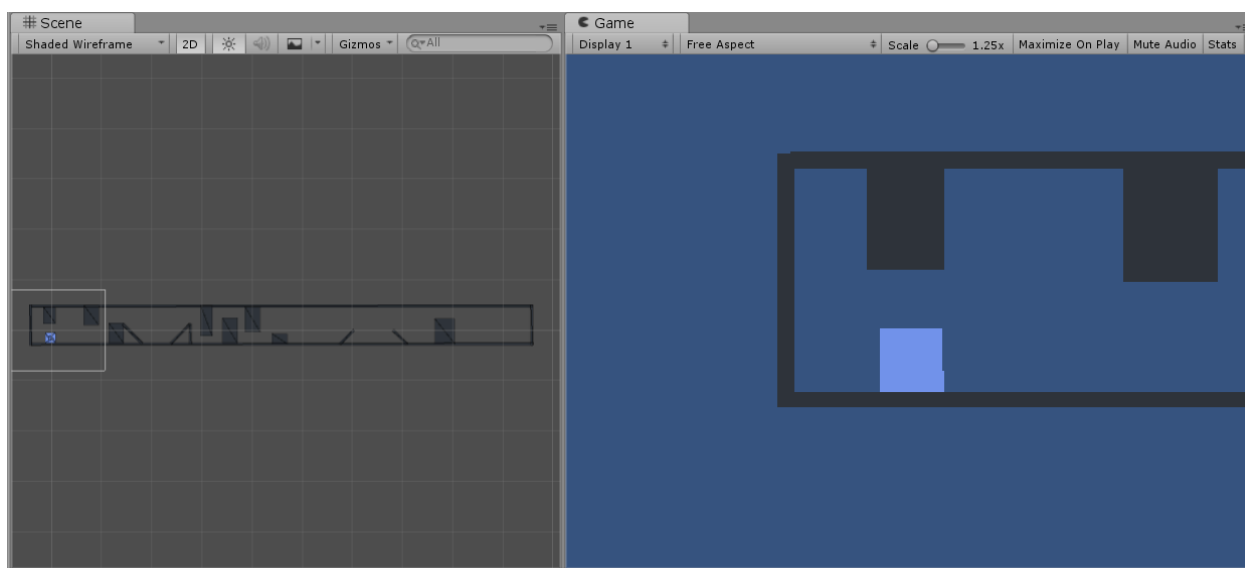 Scene
Game
Shaded Wireframe 2D Gizmos All
Display 1 Free Aspect Scale 1.25x Maximize On Play Mute Audio Stats